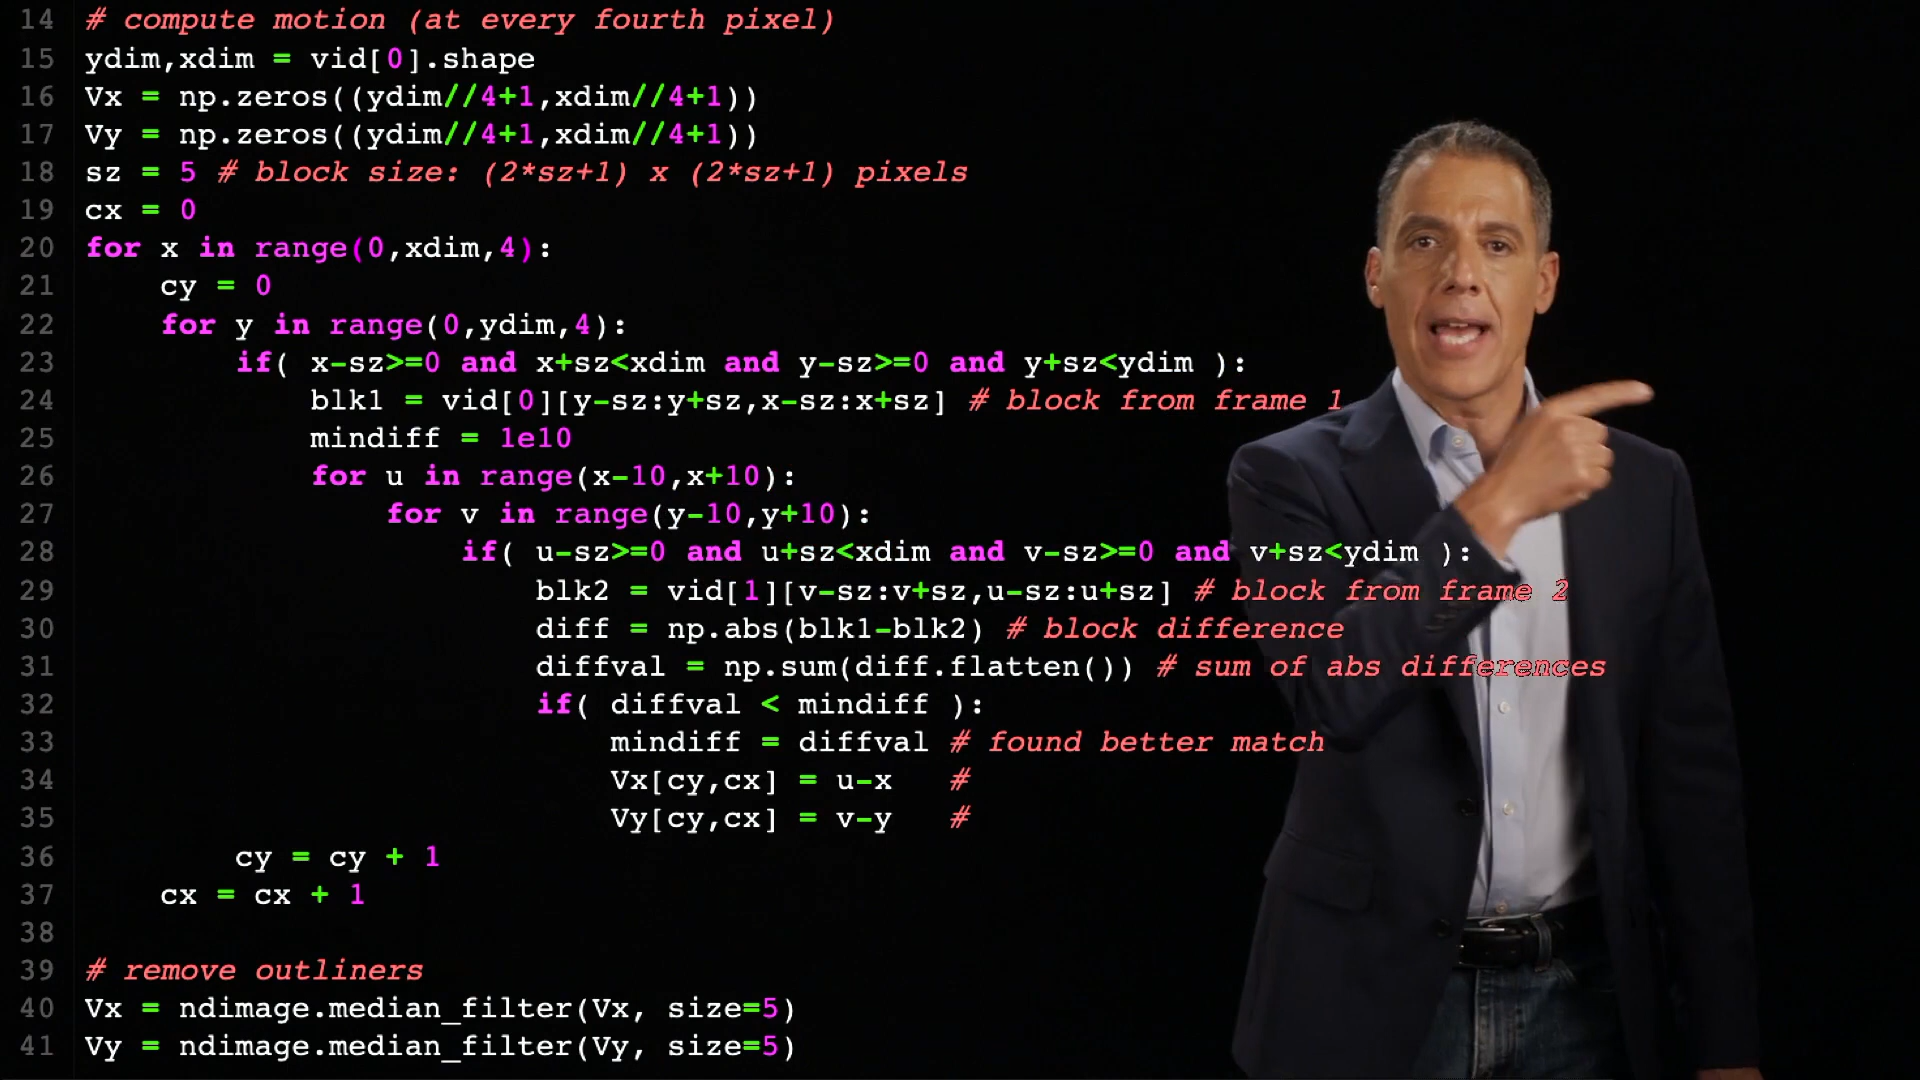 14 # compute motion (at every fourth pixel)
15 ydim,xdim = vid[0].shape
16 Vx = np.zeros((ydim//4+1,xdim//4+1))
17 Vy = np.zeros((ydim//4+1,xdim//4+1))
18 sz = 5 # block size: (2*sz+1) x (2*sz+1) pixels
19 cx = 0
20 for x in range(0,xdim,4):
21     cy = 0
22     for y in range(0,ydim,4):
23         if( x-sz>=0 and x+sz<xdim and y-sz>=0 and y+sz<ydim ):
24             blk1 = vid[0][y-sz:y+sz,x-sz:x+sz] # block from frame 1
25             mindiff = 1e10
26             for u in range(x-10,x+10):
27                 for v in range(y-10,y+10):
28                     if( u-sz>=0 and u+sz<xdim and v-sz>=0 and v+sz<ydim ):
29                         blk2 = vid[1][v-sz:v+sz,u-sz:u+sz] # block from frame 2
30                         diff = np.abs(blk1-blk2) # block difference
31                         diffval = np.sum(diff.flatten()) # sum of abs differences
32                         if( diffval < mindiff ):
33                             mindiff = diffval # found better match
34                             Vx[cy,cx] = u-x   #
35                             Vy[cy,cx] = v-y   #
36         cy = cy + 1
37     cx = cx + 1
38
39 # remove outliners
40 Vx = ndimage.median_filter(Vx, size=5)
41 Vy = ndimage.median_filter(Vy, size=5)